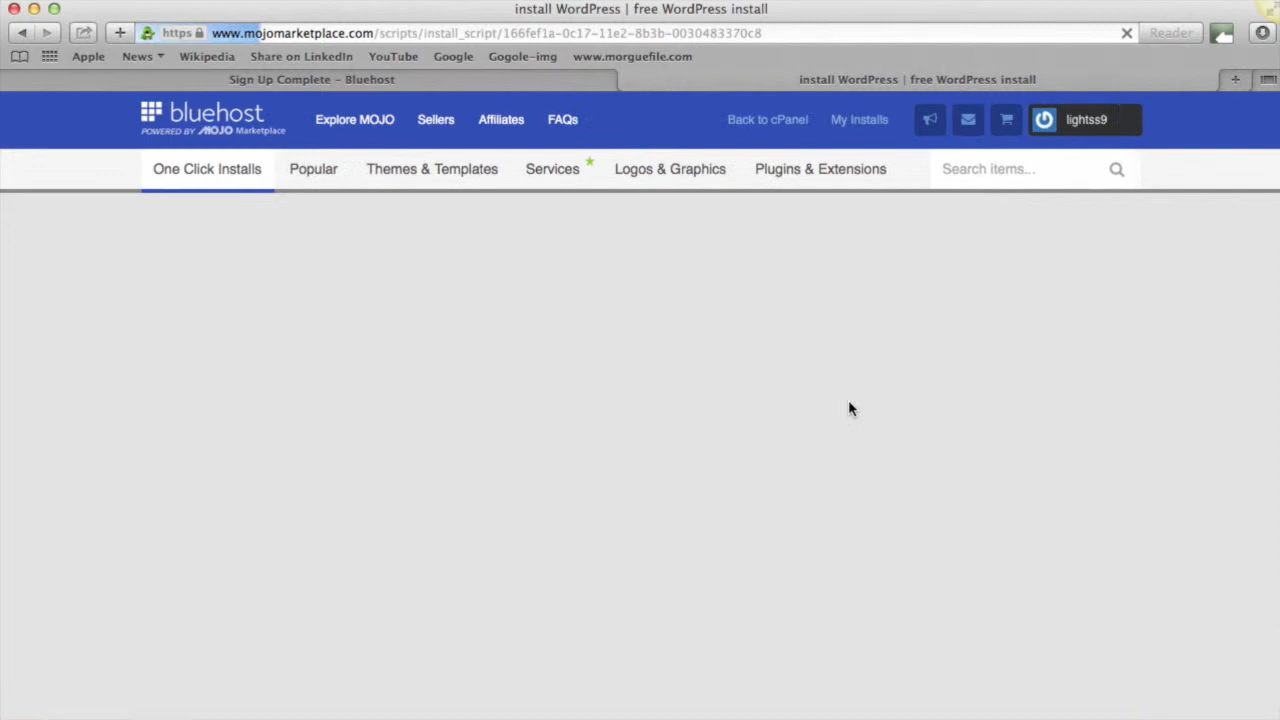 install WordPress | free WordPress install
https www.mojomarketplace.com/scripts/install_script/166fef1a-0c17-11e2-8b3b-0030483370c8 Reader
Apple News Wikipedia Share on LinkedIn YouTube Google Gogole-img www.morguefile.com
Sign Up Complete – Bluehost install WordPress | free WordPress install
bluehost
POWERED BY MOJO Marketplace
Explore MOJO Sellers Affiliates FAQs Back to cPanel My Installs lightss9
One Click Installs Popular Themes & Templates Services Logos & Graphics Plugins & Extensions Search items...